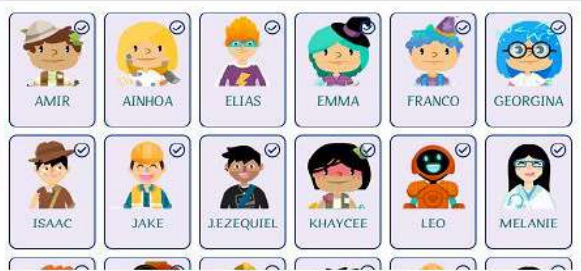 AMIR
AINHOA
ELIAS
EMMA
FRANCO
GEORGINA
ISAAC
JAKE
J.EZEQUIEL
KHAYCEE
LEO
MELANIE